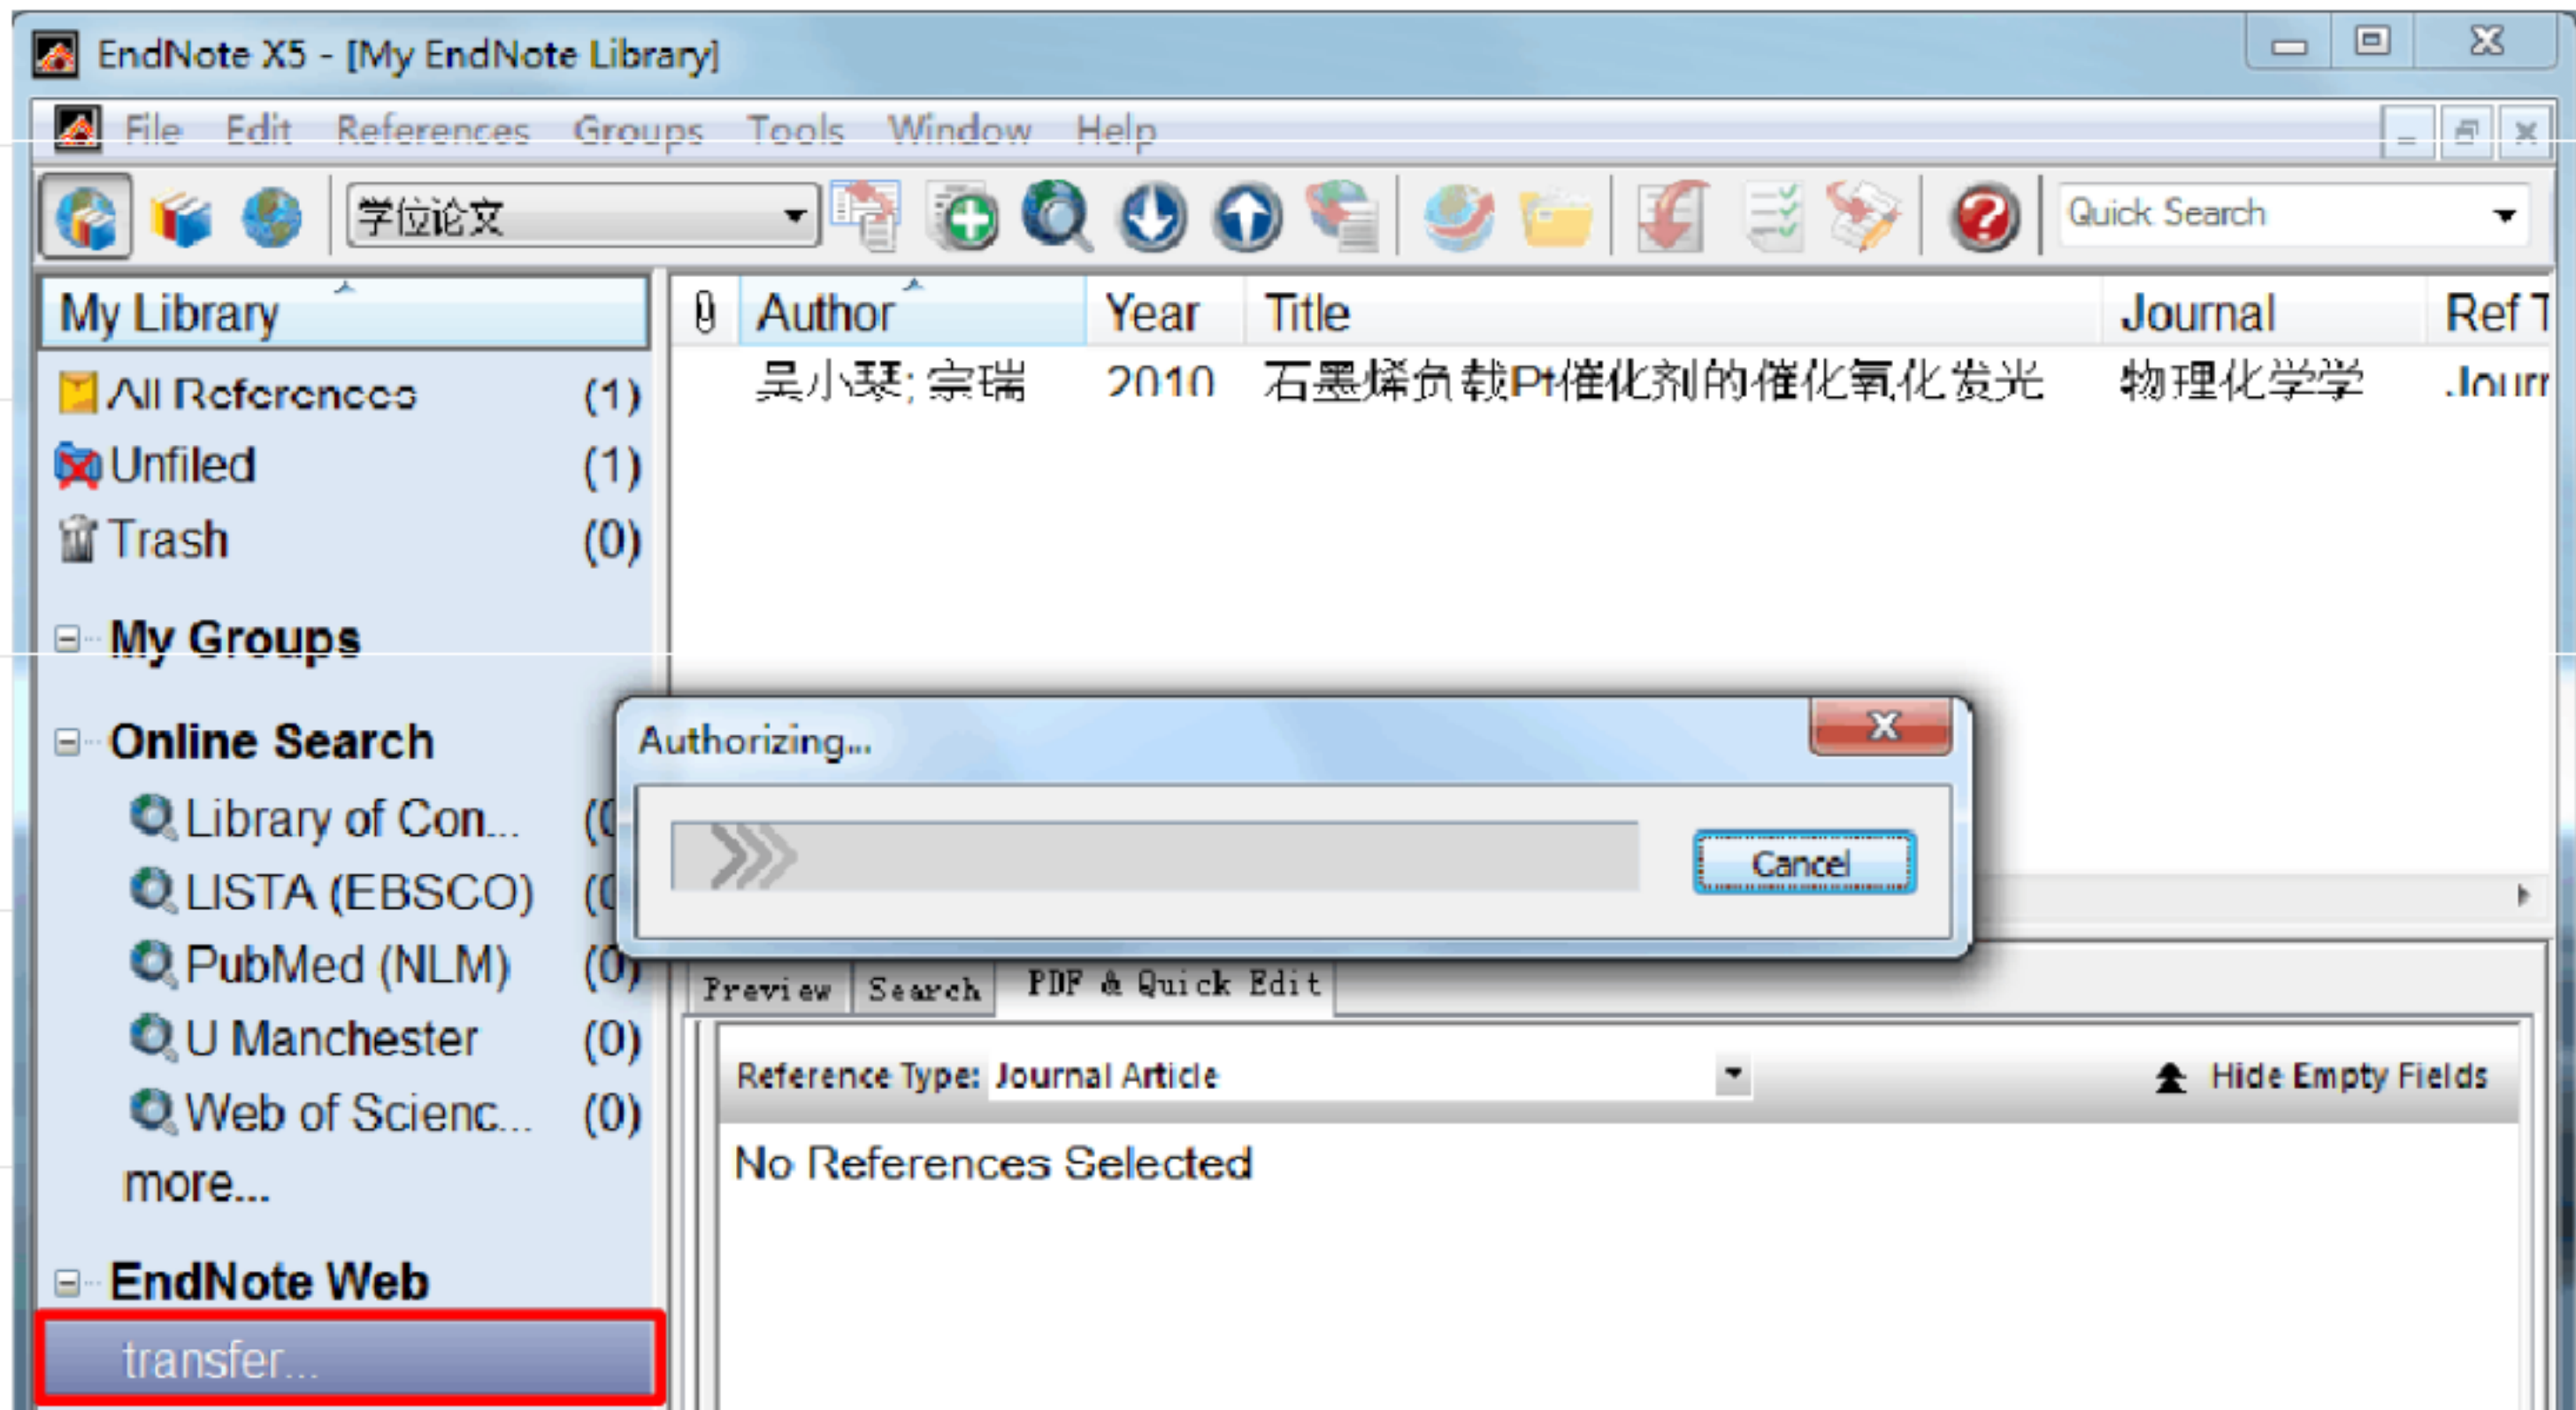 EndNote X5 - [My EndNote Library]
File Edit References Groups Tools Window Help
学位论文 Quick Search
My Library
Author Year Title Journal Ref T
All References (1)
吴小琴; 宗瑞 2010 石墨烯负载Pt催化剂的催化氧化发光 物理化学学 Journ
Unfiled (1)
Trash (0)
My Groups
Online Search
Authorizing...
Library of Con... (0
Cancel
LISTA (EBSCO) (0
PubMed (NLM) (0)
Preview Search PDF & Quick Edit
U Manchester (0)
Reference Type: Journal Article Hide Empty Fields
Web of Scienc... (0)
No References Selected
more...
EndNote Web
transfer...